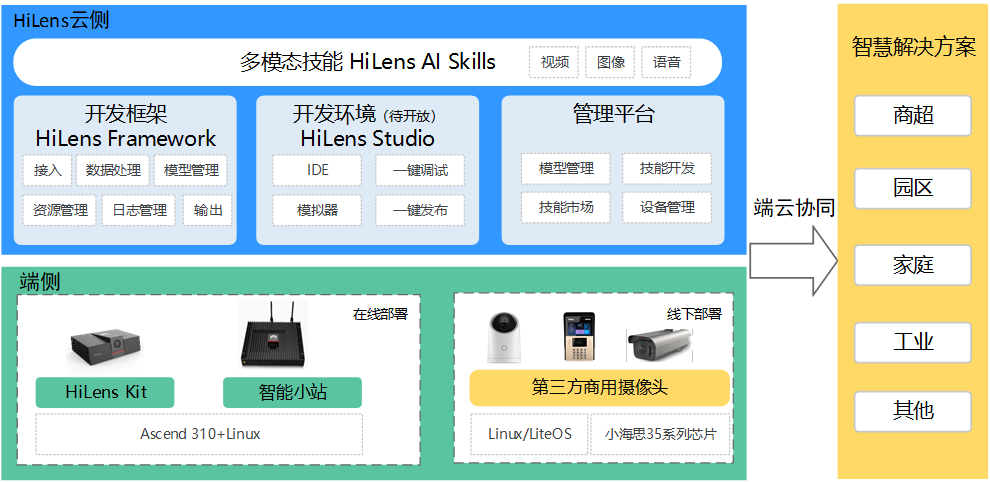 HiLens云侧
多模态技能 HiLens AI Skills
视频
图像
语音
开发框架
HiLens Framework
接入
数据处理
模型管理
资源管理
日志管理
输出
开发环境（待开放）
HiLens Studio
IDE
一键调试
模拟器
一键发布
管理平台
模型管理
技能开发
技能市场
设备管理
端侧
在线部署
HiLens Kit
智能小站
Ascend 310+Linux
线下部署
第三方商用摄像头
Linux/LiteOS
小海思35系列芯片
端云协同
智慧解决方案
商超
园区
家庭
工业
其他